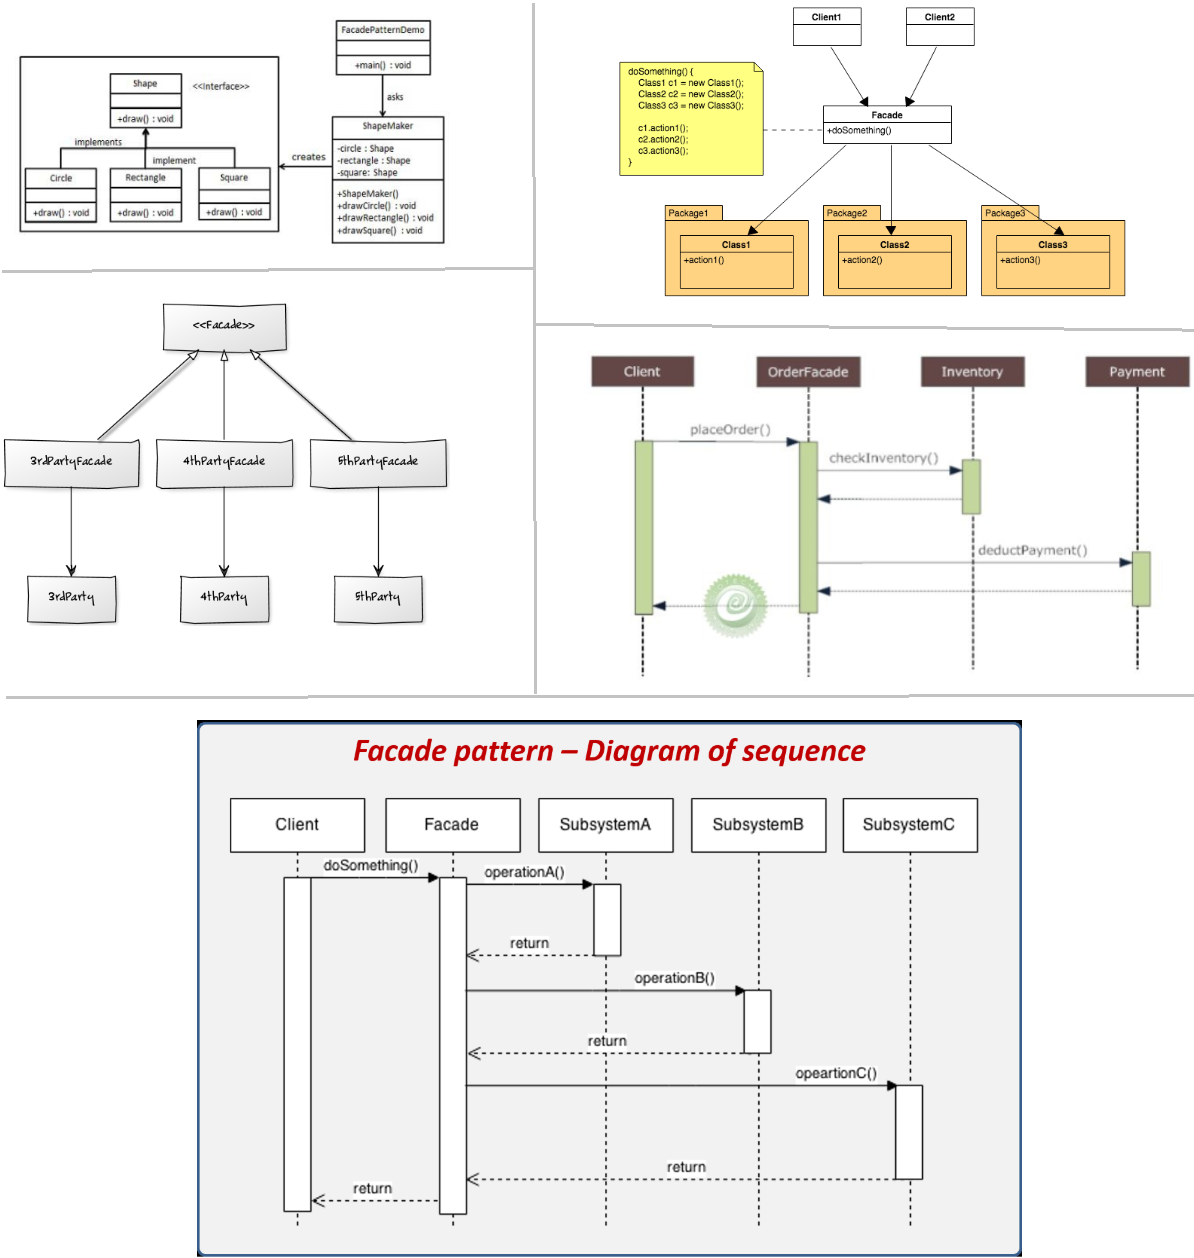 FacadePatternDemo
+main() : void
asks
Shape
<<Interface>>
+draw() : void
implements
implement
Circle
+draw() : void
Rectangle
+draw() : void
Square
+draw() : void
creates
ShapeMaker
-circle : Shape
-rectangle : Shape
-square: Shape
+ShapeMaker()
+drawCircle() : void
+drawRectangle() : void
+drawSquare() : void
Client1
Client2
doSomething() {
Class1 c1 = new Class1();
Class2 c2 = new Class2();
Class3 c3 = new Class3();
c1.action1();
c2.action2();
c3.action3();
}
Facade
+doSomething()
Package1
Class1
+action1()
Package2
Class2
+action2()
Package3
Class3
+action3()
<<Facade>>
3rdPartyFacade
4thPartyFacade
5thPartyFacade
3rdParty
4thParty
5thParty
Client
OrderFacade
Inventory
Payment
placeOrder()
checkInventory()
deductPayment()
Facade pattern – Diagram of sequence
Client
Facade
SubsystemA
SubsystemB
SubsystemC
doSomething()
operationA()
return
operationB()
return
opeartionC()
return
return